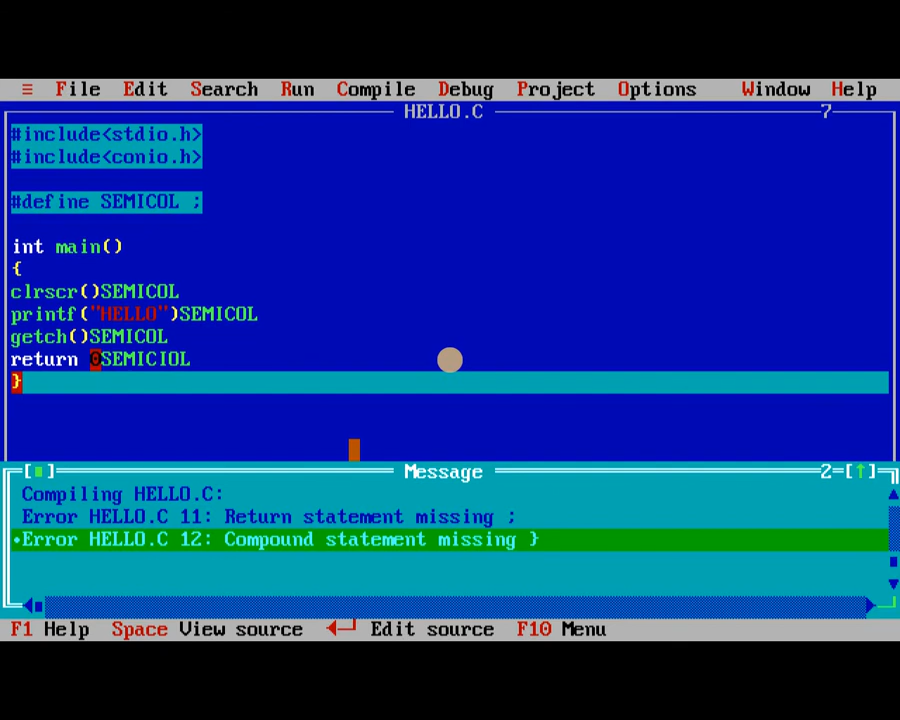 ≡ File Edit Search Run Compile Debug Project Options Window Help
HELLO.C 7
#include<stdio.h>
#include<conio.h>
#define SEMICOL ;
int main()
{
clrscr()SEMICOL
printf("HELLO")SEMICOL
getch()SEMICOL
return 0SEMICIOL
}
[■] Message 2=[↑]
Compiling HELLO.C:
Error HELLO.C 11: Return statement missing ;
•Error HELLO.C 12: Compound statement missing }
F1 Help Space View source ←┘ Edit source F10 Menu